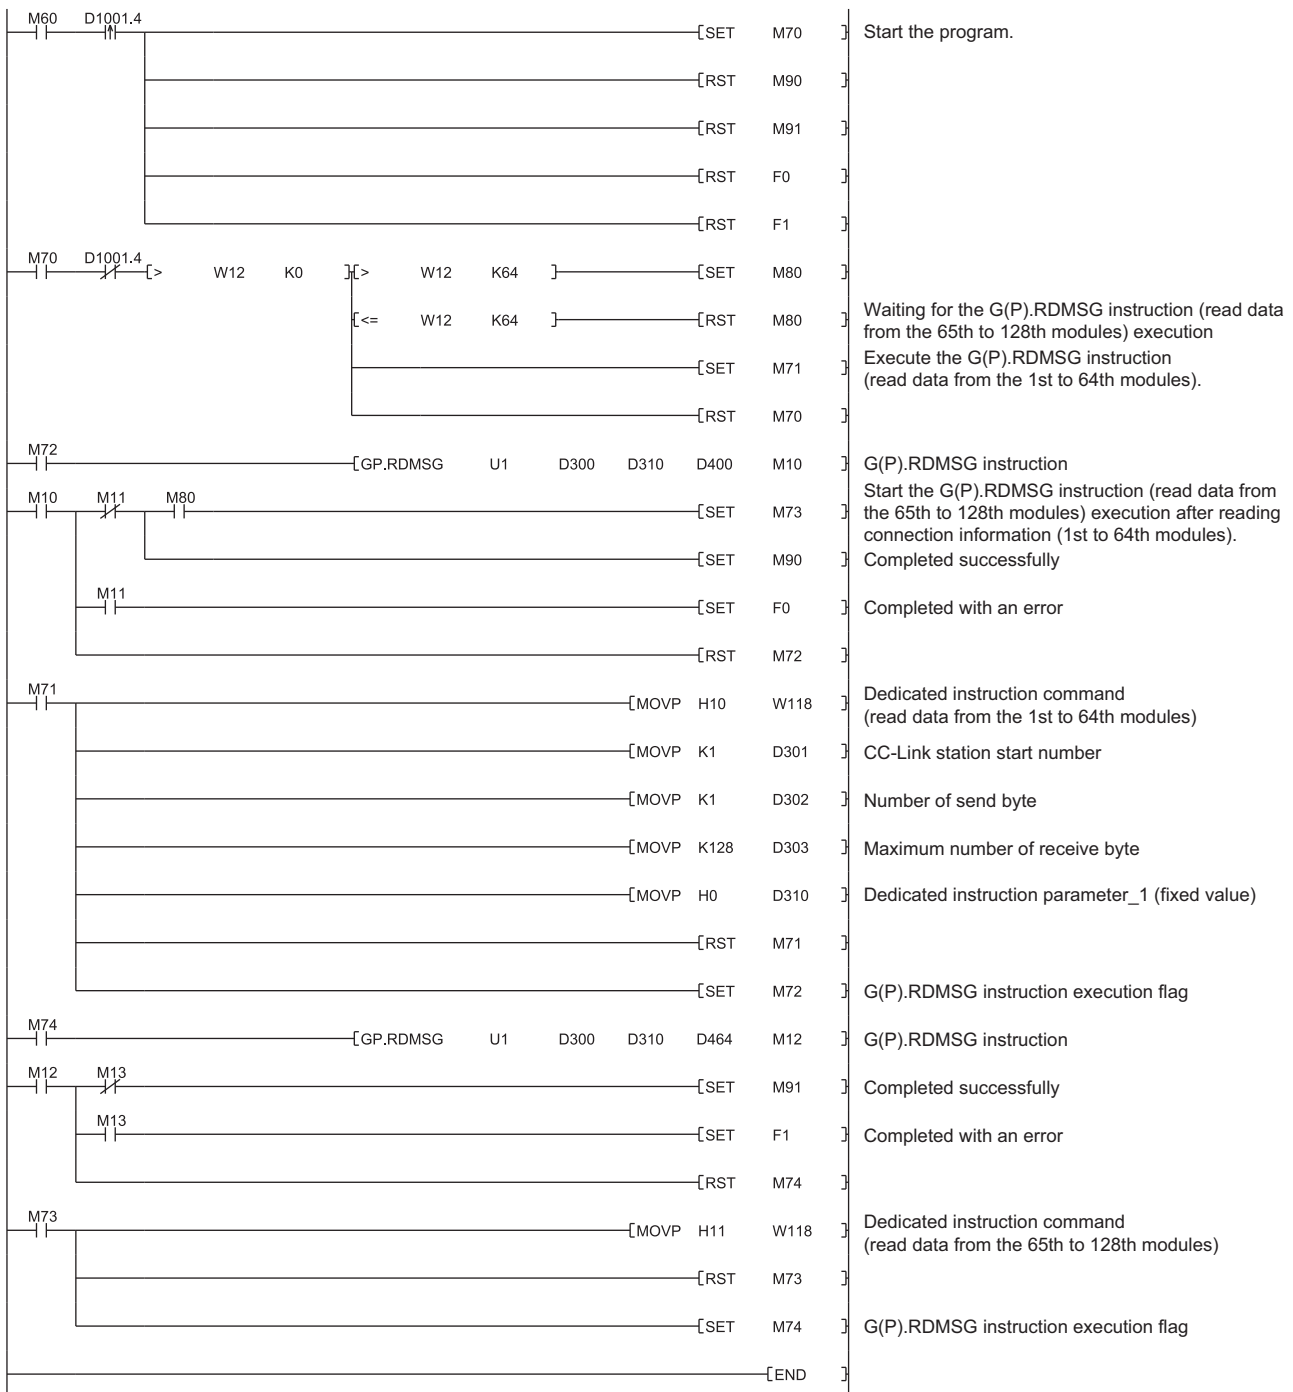 M60 D1001.4 SET M70 Start the program.
RST M90
RST M91
RST F0
RST F1
M70 D1001.4 > W12 K0 > W12 K64 SET M80
<= W12 K64 RST M80 Waiting for the G(P).RDMSG instruction (read data
from the 65th to 128th modules) execution
SET M71 Execute the G(P).RDMSG instruction
(read data from the 1st to 64th modules).
RST M70
M72 GP.RDMSG U1 D300 D310 D400 M10 G(P).RDMSG instruction
M10 M11 M80 SET M73 Start the G(P).RDMSG instruction (read data from
the 65th to 128th modules) execution after reading
connection information (1st to 64th modules).
SET M90 Completed successfully
M11 SET F0 Completed with an error
RST M72
M71 MOVP H10 W118 Dedicated instruction command
(read data from the 1st to 64th modules)
MOVP K1 D301 CC-Link station start number
MOVP K1 D302 Number of send byte
MOVP K128 D303 Maximum number of receive byte
MOVP H0 D310 Dedicated instruction parameter_1 (fixed value)
RST M71
SET M72 G(P).RDMSG instruction execution flag
M74 GP.RDMSG U1 D300 D310 D464 M12 G(P).RDMSG instruction
M12 M13 SET M91 Completed successfully
M13 SET F1 Completed with an error
RST M74
M73 MOVP H11 W118 Dedicated instruction command
(read data from the 65th to 128th modules)
RST M73
SET M74 G(P).RDMSG instruction execution flag
END